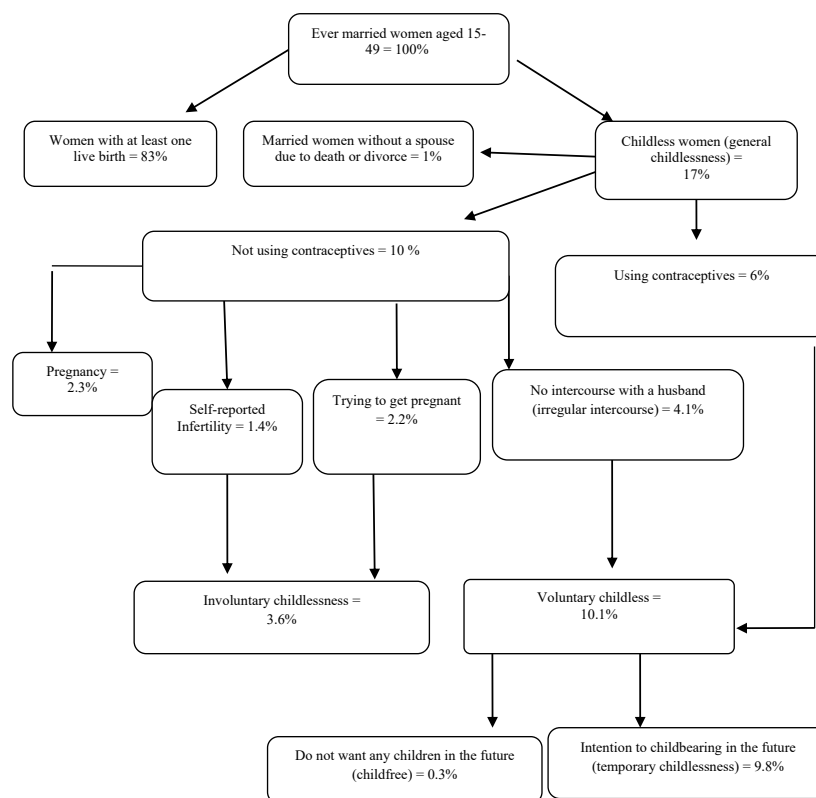 Ever married women aged 15-
49 = 100%
Women with at least one
live birth = 83%
Married women without a spouse
due to death or divorce = 1%
Childless women (general
childlessness) =
17%
Not using contraceptives = 10 %
Using contraceptives = 6%
Pregnancy =
2.3%
Self-reported
Infertility = 1.4%
Trying to get pregnant
= 2.2%
No intercourse with a husband
(irregular intercourse) = 4.1%
Involuntary childlessness =
3.6%
Voluntary childless =
10.1%
Do not want any children in the future
(childfree) = 0.3%
Intention to childbearing in the future
(temporary childlessness) = 9.8%